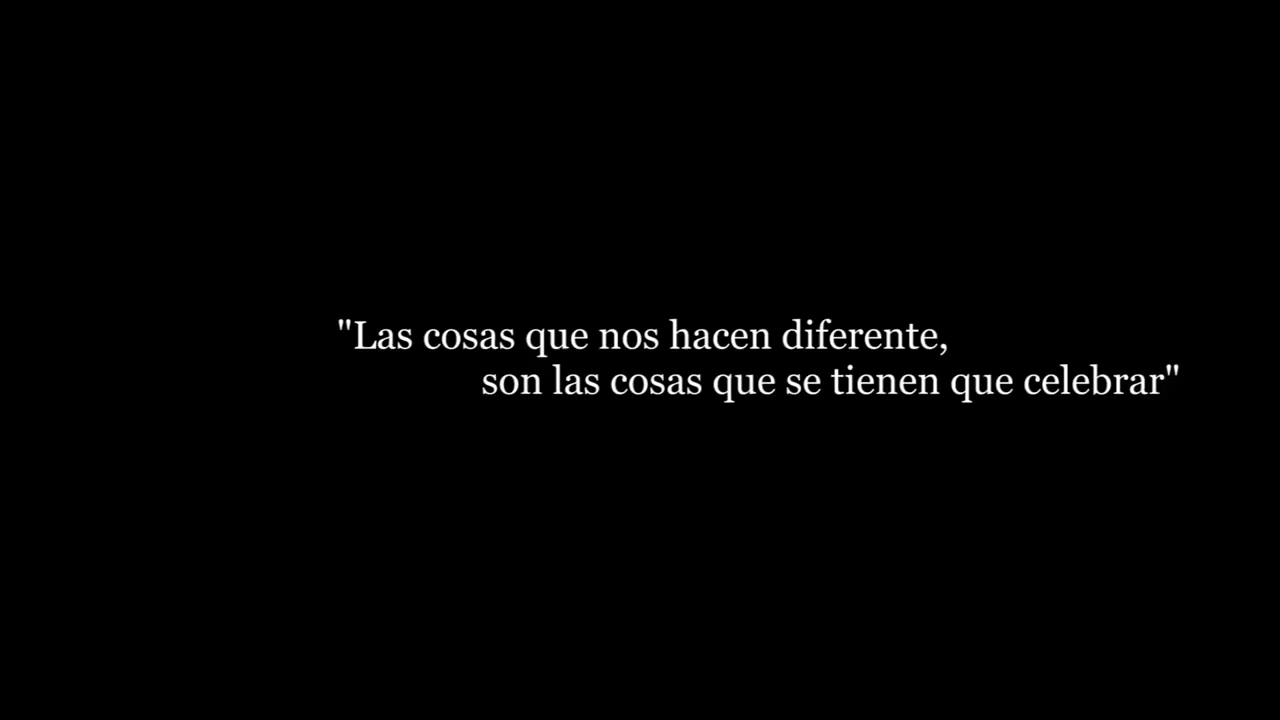 "Las cosas que nos hacen diferente,
son las cosas que se tienen que celebrar"